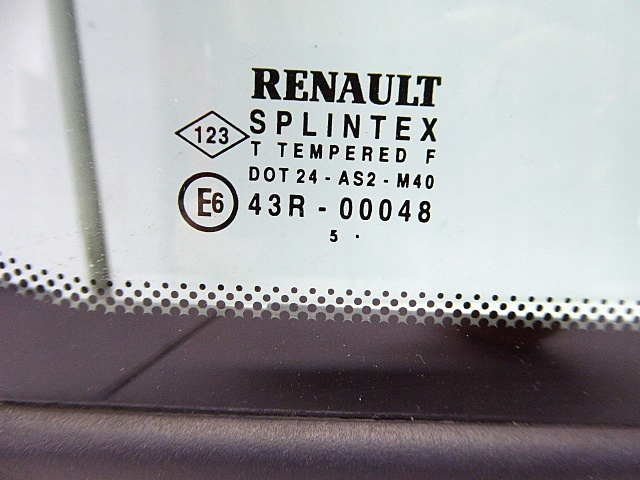 RENAULT
123 SPLINTEX
T TEMPERED F
DOT 24 - AS2 - M40
E6 43R - 00048
5 .